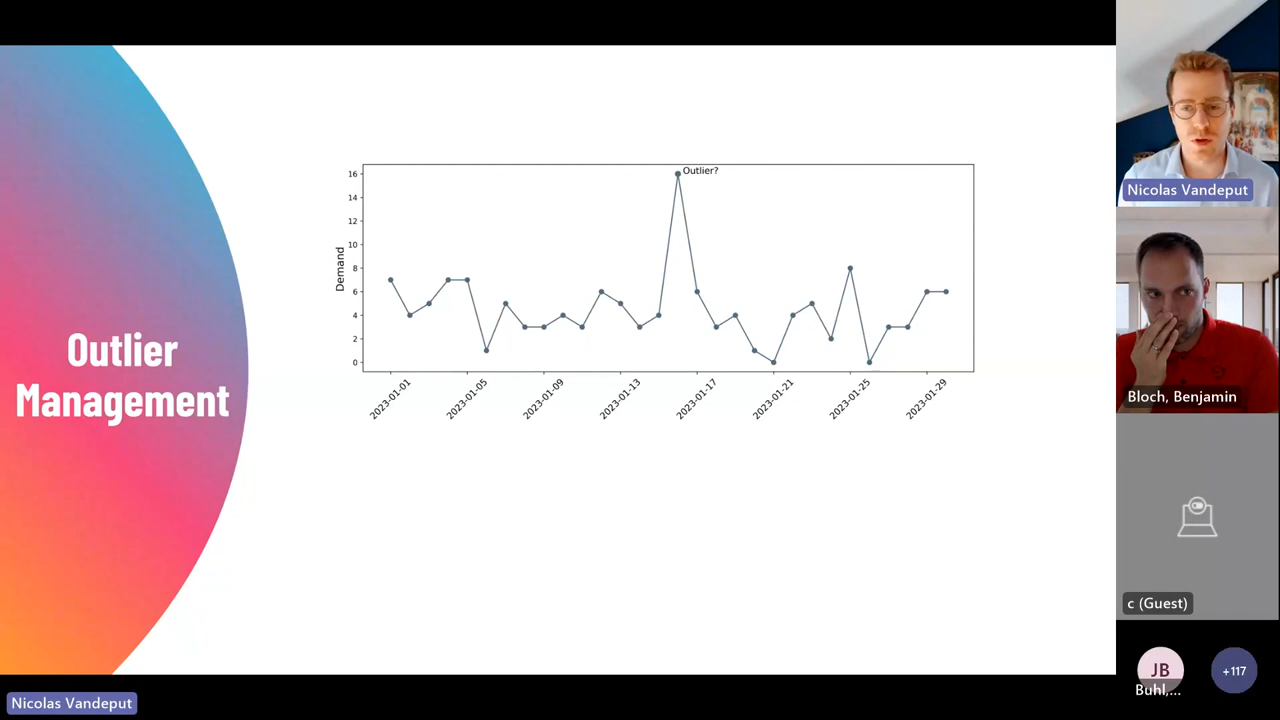 Outlier
Management
Outlier?
Demand
16
14
12
10
8
6
4
2
0
2023-01-01
2023-01-05
2023-01-09
2023-01-13
2023-01-17
2023-01-21
2023-01-25
2023-01-29
Nicolas Vandeput
Bloch, Benjamin
c (Guest)
JB
Buhl,...
+117
Nicolas Vandeput